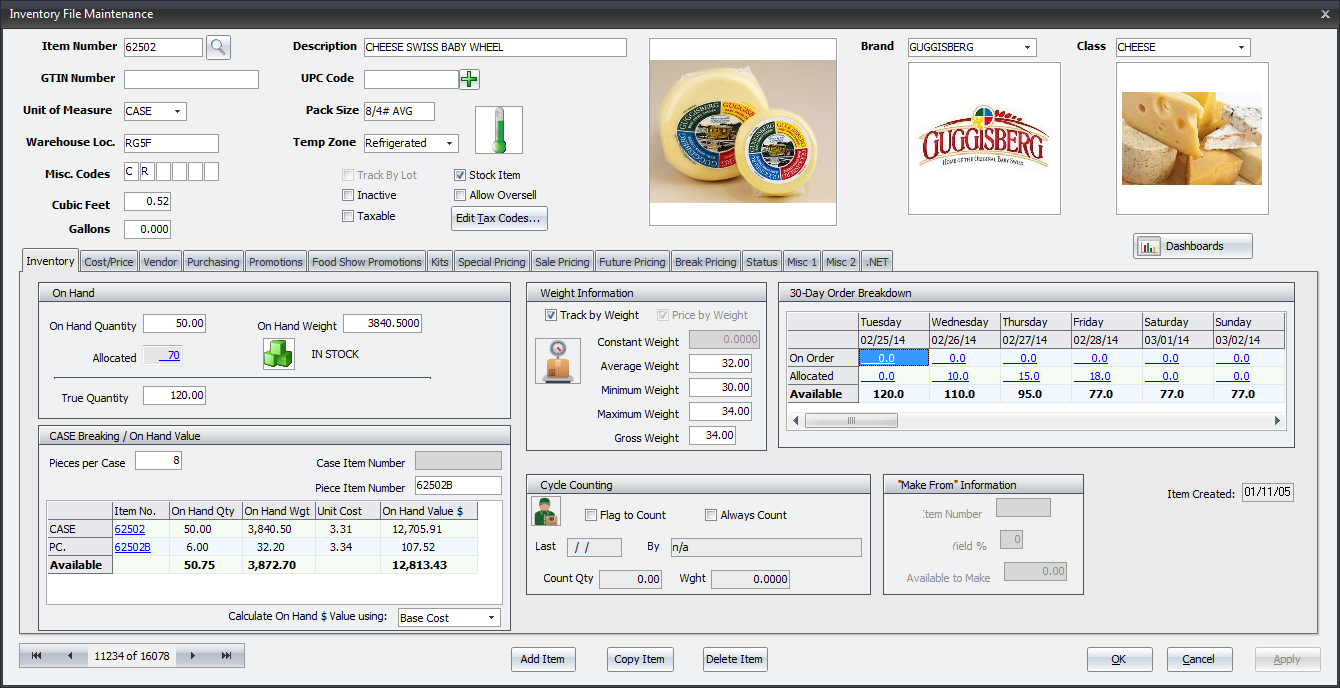 Inventory File Maintenance
x
Item Number 62502
Description CHEESE SWISS BABY WHEEL
Brand GUGGISBERG
Class CHEESE
GTIN Number
UPC Code
Unit of Measure CASE
Pack Size 8/4# AVG
Warehouse Loc. RG5F
Temp Zone Refrigerated
Misc. Codes C R
Track By Lot
Stock Item
Inactive
Allow Oversell
Cubic Feet 0.52
Taxable
Edit Tax Codes...
Gallons 0.000
GUGGISBERG
GUGGISBERG
GUGGISBERG
HOME OF THE ORIGINAL BABY SWISS
Dashboards
Inventory Cost/Price Vendor Purchasing Promotions Food Show Promotions Kits Special Pricing Sale Pricing Future Pricing Break Pricing Status Misc 1 Misc 2 .NET
On Hand
On Hand Quantity 50.00
On Hand Weight 3840.5000
Allocated 70
IN STOCK
True Quantity 120.00
Weight Information
Track by Weight
Price by Weight
Constant Weight 0.0000
Average Weight 32.00
Minimum Weight 30.00
Maximum Weight 34.00
Gross Weight 34.00
30-Day Order Breakdown
Tuesday Wednesday Thursday Friday Saturday Sunday
02/25/14 02/26/14 02/27/14 02/28/14 03/01/14 03/02/14
On Order 0.0 0.0 0.0 0.0 0.0 0.0
Allocated 0.0 10.0 15.0 18.0 0.0 0.0
Available 120.0 110.0 95.0 77.0 77.0 77.0
CASE Breaking / On Hand Value
Pieces per Case 8
Case Item Number
Piece Item Number 62502B
Item No. On Hand Qty On Hand Wgt Unit Cost On Hand Value $
CASE 62502 50.00 3,840.50 3.31 12,705.91
PC. 62502B 6.00 32.20 3.34 107.52
Available 50.75 3,872.70 12,813.43
Calculate On Hand $ Value using: Base Cost
Cycle Counting
Flag to Count
Always Count
Last / /
By n/a
Count Qty 0.00
Wght 0.0000
"Make From" Information
Item Number
Yield % 0
Available to Make 0.00
Item Created: 01/11/05
11234 of 16078
Add Item
Copy Item
Delete Item
OK
Cancel
Apply